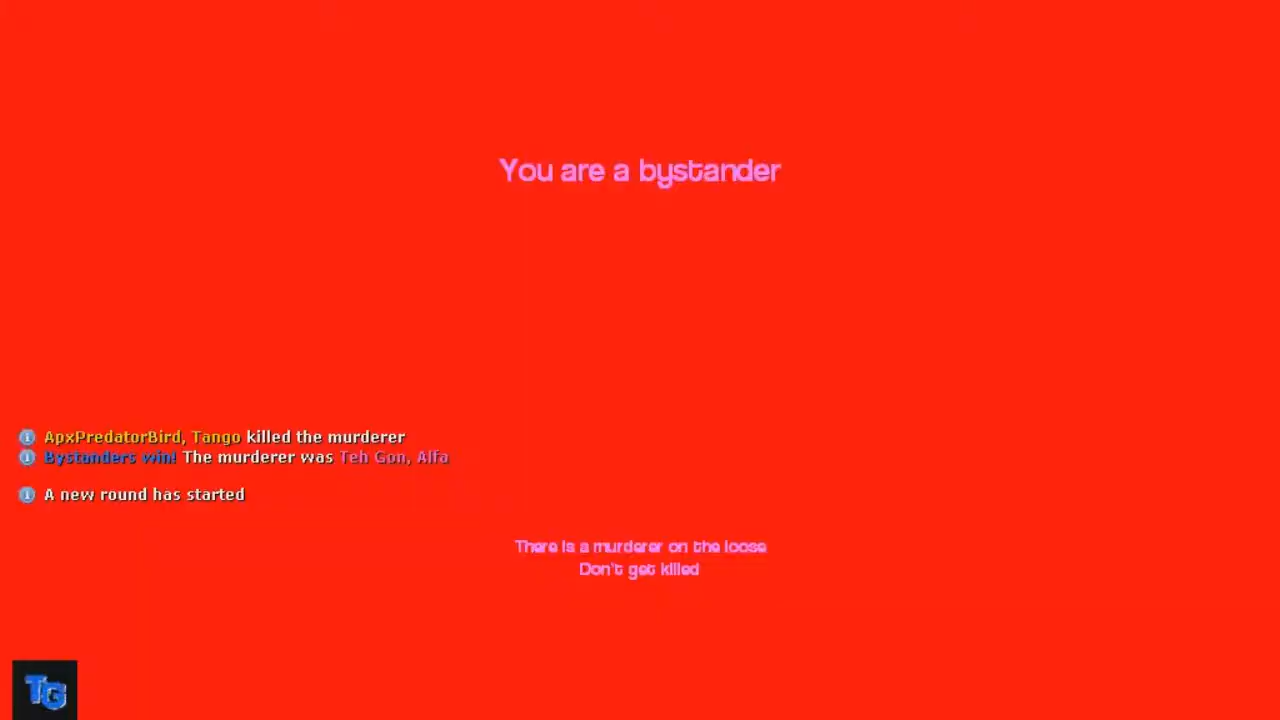 You are a bystander
ApxPredatorBird, Tango killed the murderer
Bystanders win! The murderer was Teh Gon, Alfa
A new round has started
There is a murderer on the loose
Don't get killed
TG